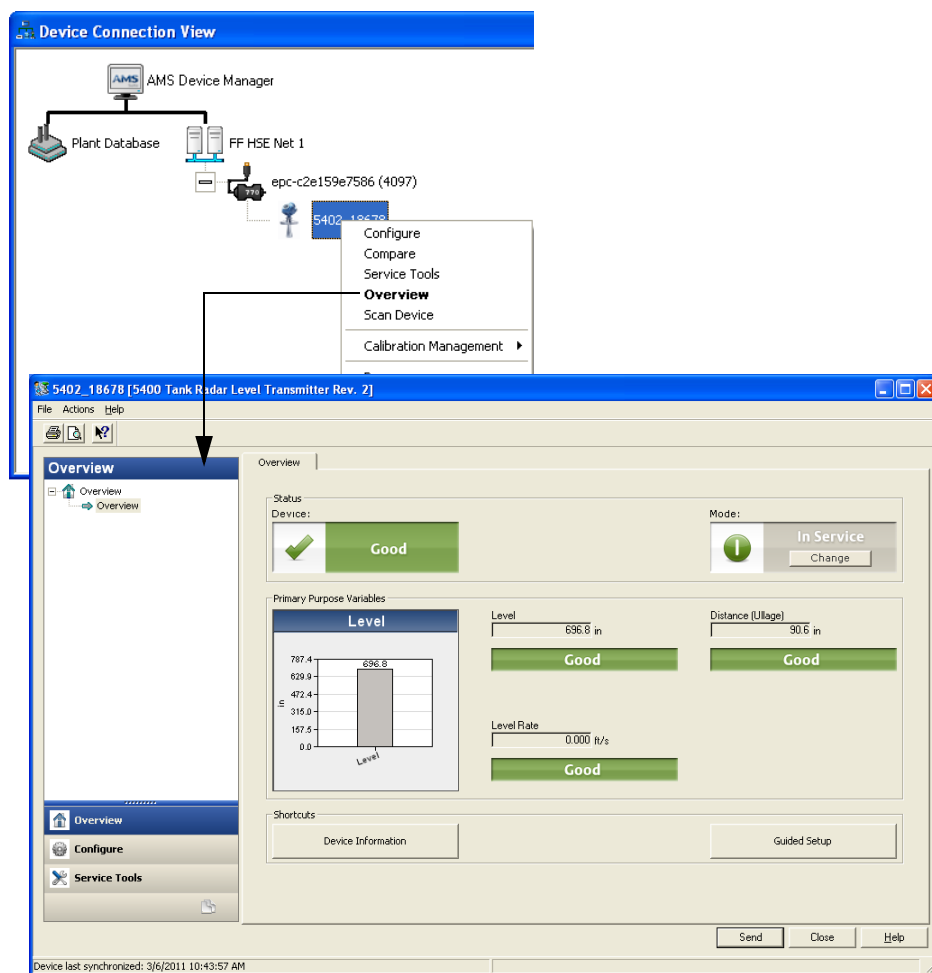 Device Connection View
AMS
AMS Device Manager
Plant Database
FF HSE Net 1
770
epc-c2e159e7586 (4097)
Configure
Compare
Service Tools
Overview
Scan Device
Calibration Management
5402_18678 [5400 Tank Radar Level Transmitter Rev. 2]
File Actions Help
Overview
Overview
Overview
Overview
Status
Device:
Good
Mode:
In Service
Change
Primary Purpose Variables
Level
787.4
629.9
472.4
315.0
157.5
0.0
in
696.8
Level
Level
696.8 in
Good
Distance (Ullage)
90.6 in
Good
Level Rate
0.000 ft/s
Good
Shortcuts
Device Information
Guided Setup
Overview
Configure
Service Tools
Send
Close
Help
Device last synchronized: 3/6/2011 10:43:57 AM